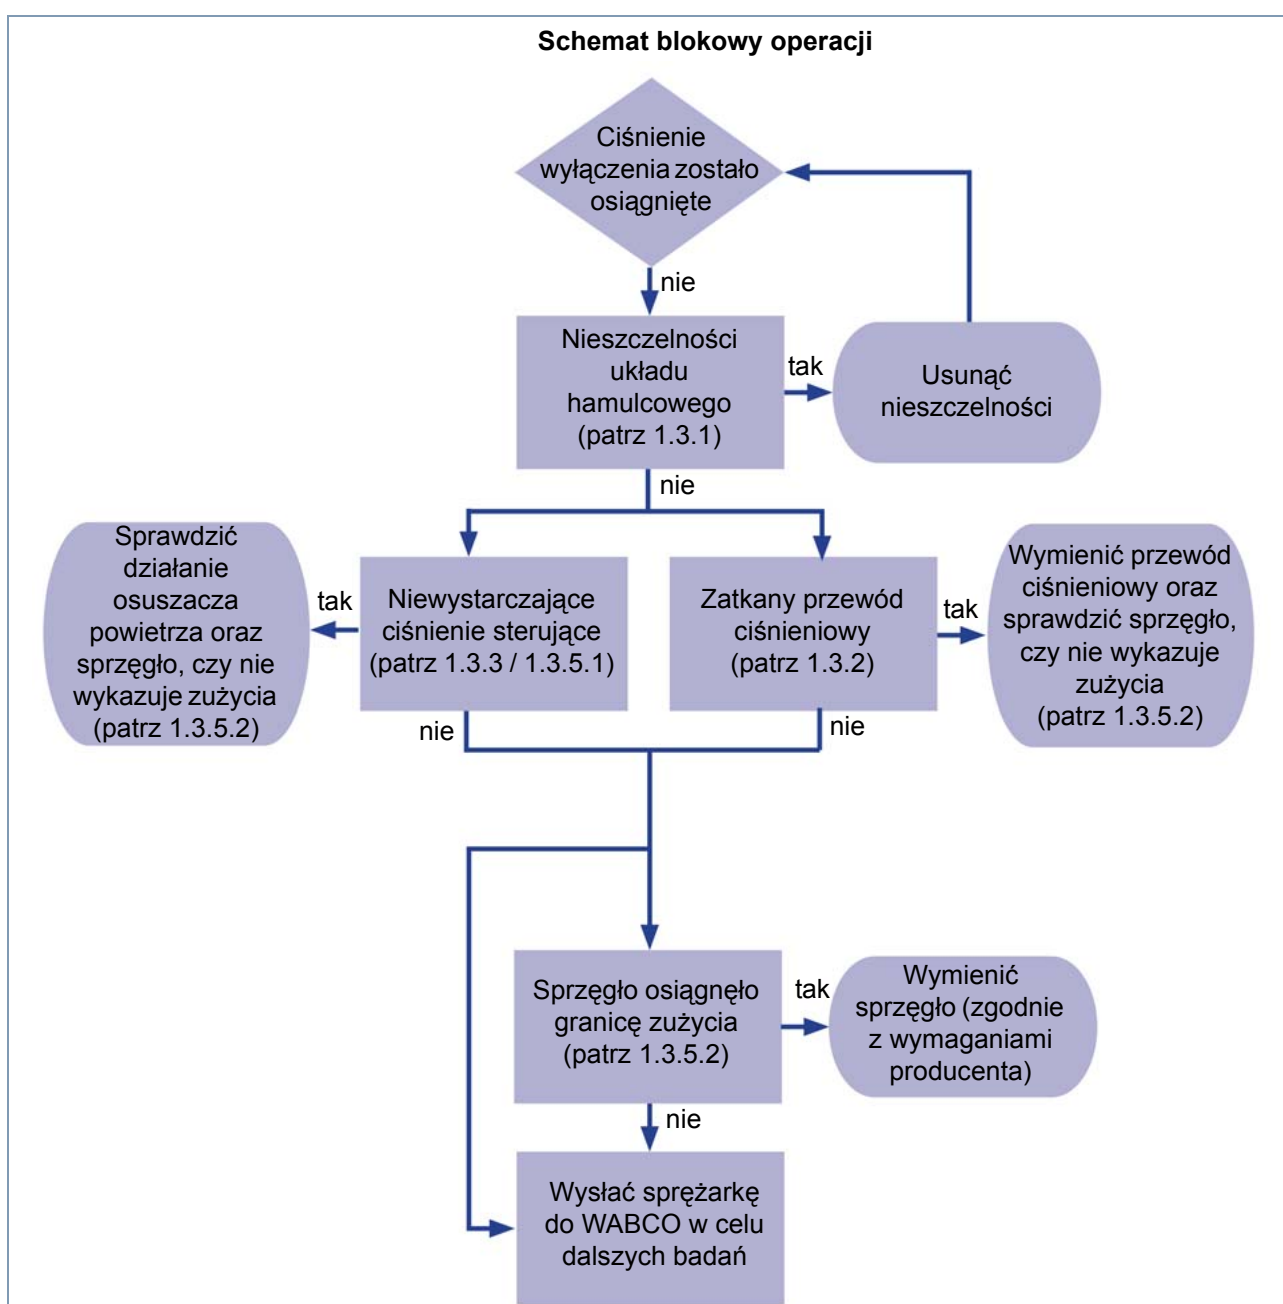 Schemat blokowy operacji
Ciśnienie
wyłączenia zostało
osiągnięte
nie
Nieszczelności
układu
hamulcowego
(patrz 1.3.1)
tak
Usunąć
nieszczelności
nie
Sprawdzić
działanie
osuszacza
powietrza oraz
sprzęgło, czy nie
wykazuje zużycia
(patrz 1.3.5.2)
tak
Niewystarczające
ciśnienie sterujące
(patrz 1.3.3 / 1.3.5.1)
Zatkany przewód
ciśnieniowy
(patrz 1.3.2)
tak
Wymienić przewód
ciśnieniowy oraz
sprawdzić sprzęgło,
czy nie wykazuje
zużycia
(patrz 1.3.5.2)
nie
nie
Sprzęgło osiągnęło
granicę zużycia
(patrz 1.3.5.2)
tak
Wymienić
sprzęgło (zgodnie
z wymaganiami
producenta)
nie
Wysłać sprężarkę
do WABCO w celu
dalszych badań